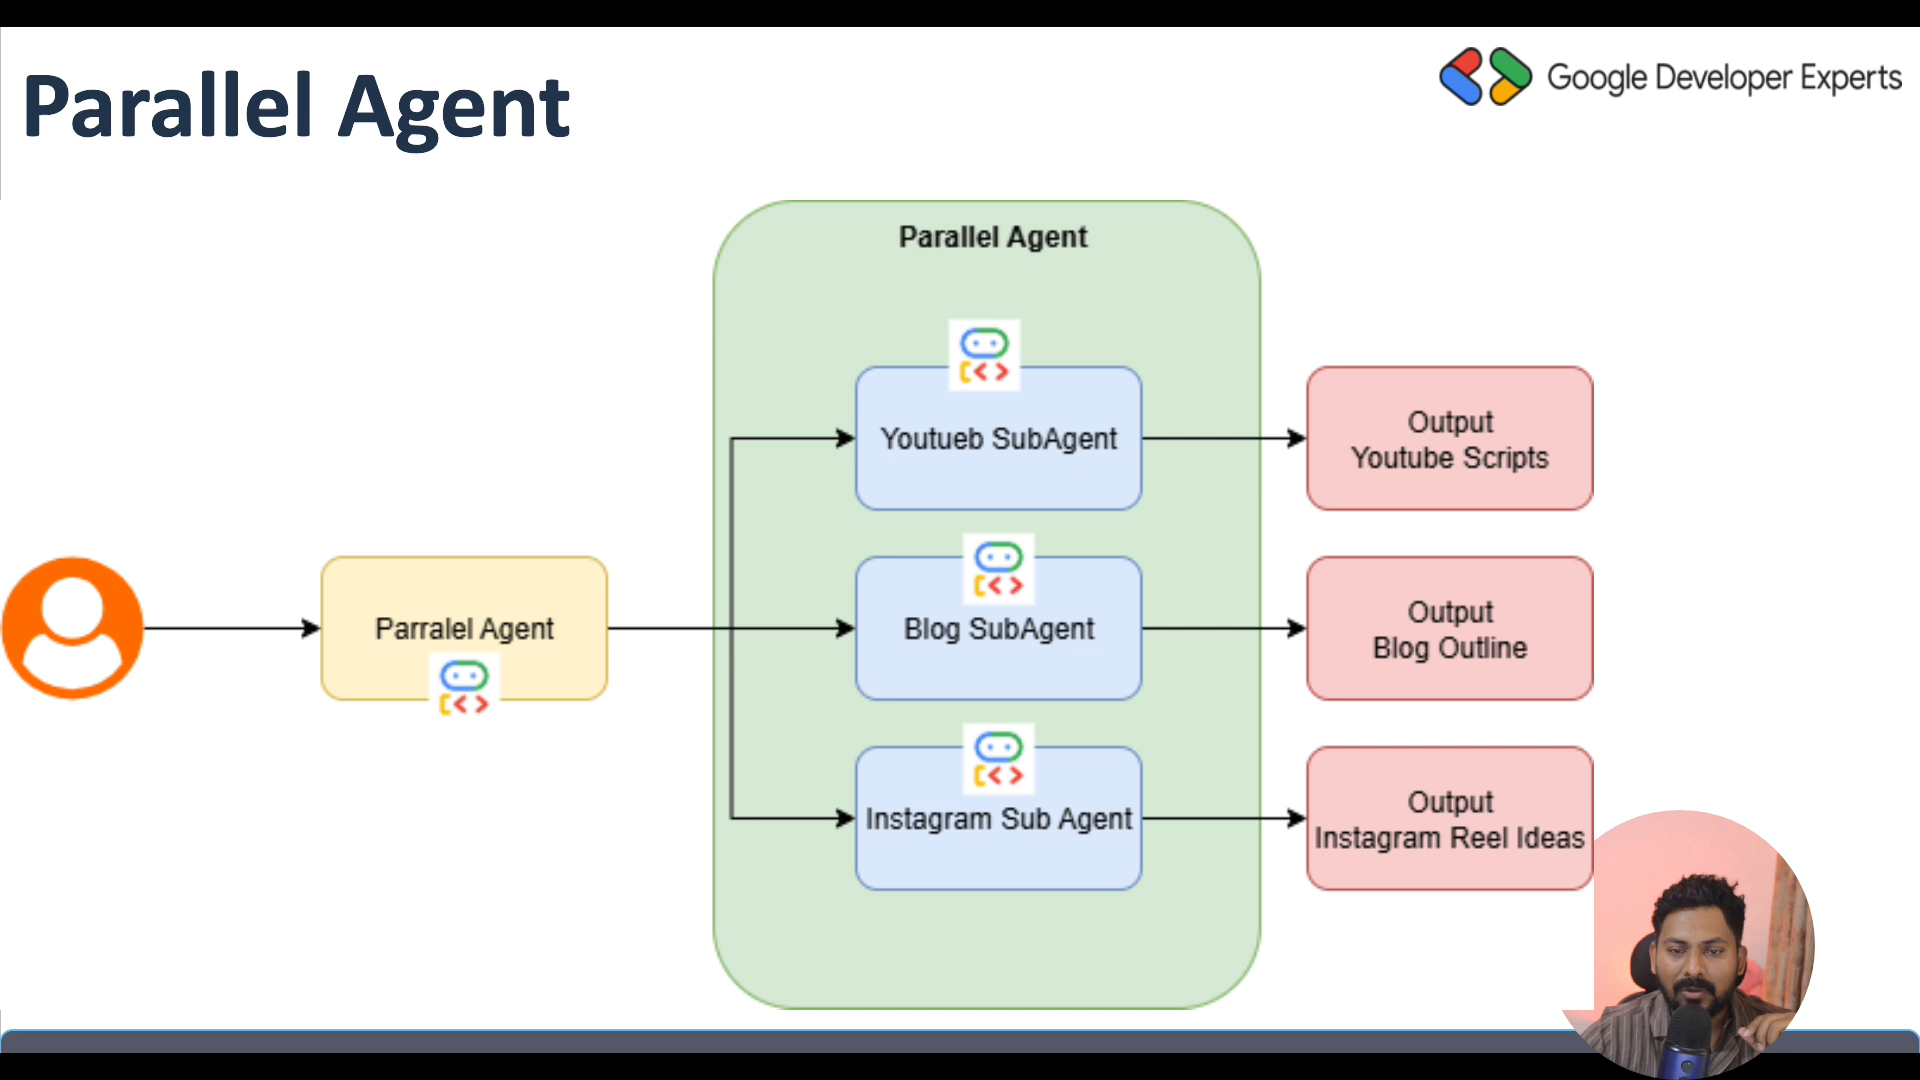 Parallel Agent
Google Developer Experts
Parallel Agent
Youtueb SubAgent
Output
Youtube Scripts
Parralel Agent
Blog SubAgent
Output
Blog Outline
Instagram Sub Agent
Output
Instagram Reel Ideas